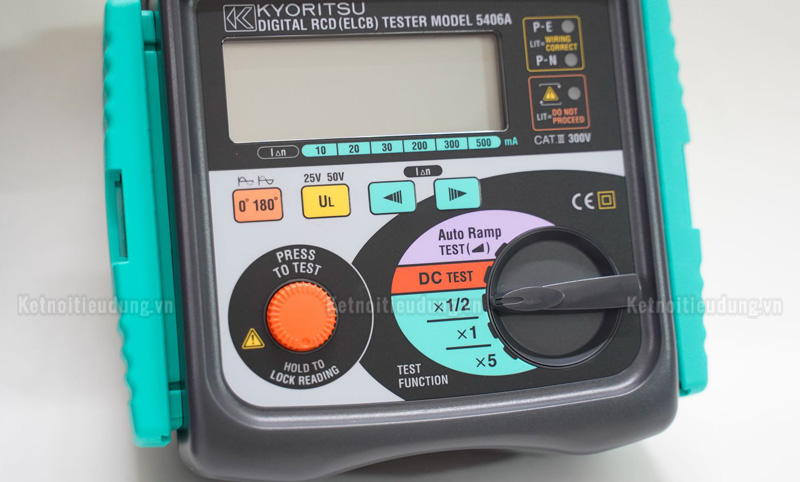 KYORITSU
DIGITAL RCD (ELCB) TESTER MODEL 5406A
P-E
LIT= WIRING CORRECT
P-N
LIT= DO NOT PROCEED
CAT.Ⅲ 300V
I△n 10 20 30 200 300 500 mA
0° 180°
25V 50V
UL
I△n
CE
Auto Ramp
TEST(◢)
DC TEST
×1/2
×1
×5
TEST
FUNCTION
PRESS
TO TEST
HOLD TO
LOCK READING
Ketnoitieudung.vn
Ketnoitieudung.vn
Ketnoitieudung.vn